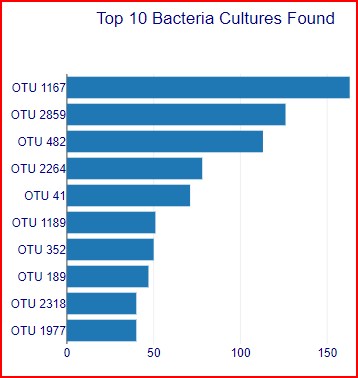 Top 10 Bacteria Cultures Found
OTU 1167
OTU 2859
OTU 482
OTU 2264
OTU 41
OTU 1189
OTU 352
OTU 189
OTU 2318
OTU 1977
0 50 100 150